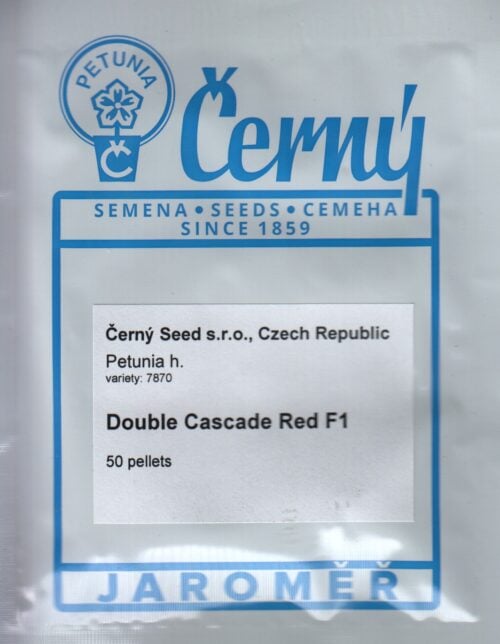 PETUNIA
Č
Černý
SEMENA • SEEDS • СЕМЕНА
SINCE 1859
Černý Seed s.r.o., Czech Republic
Petunia h.
variety: 7870
Double Cascade Red F1
50 pellets
JAROMĚŘ